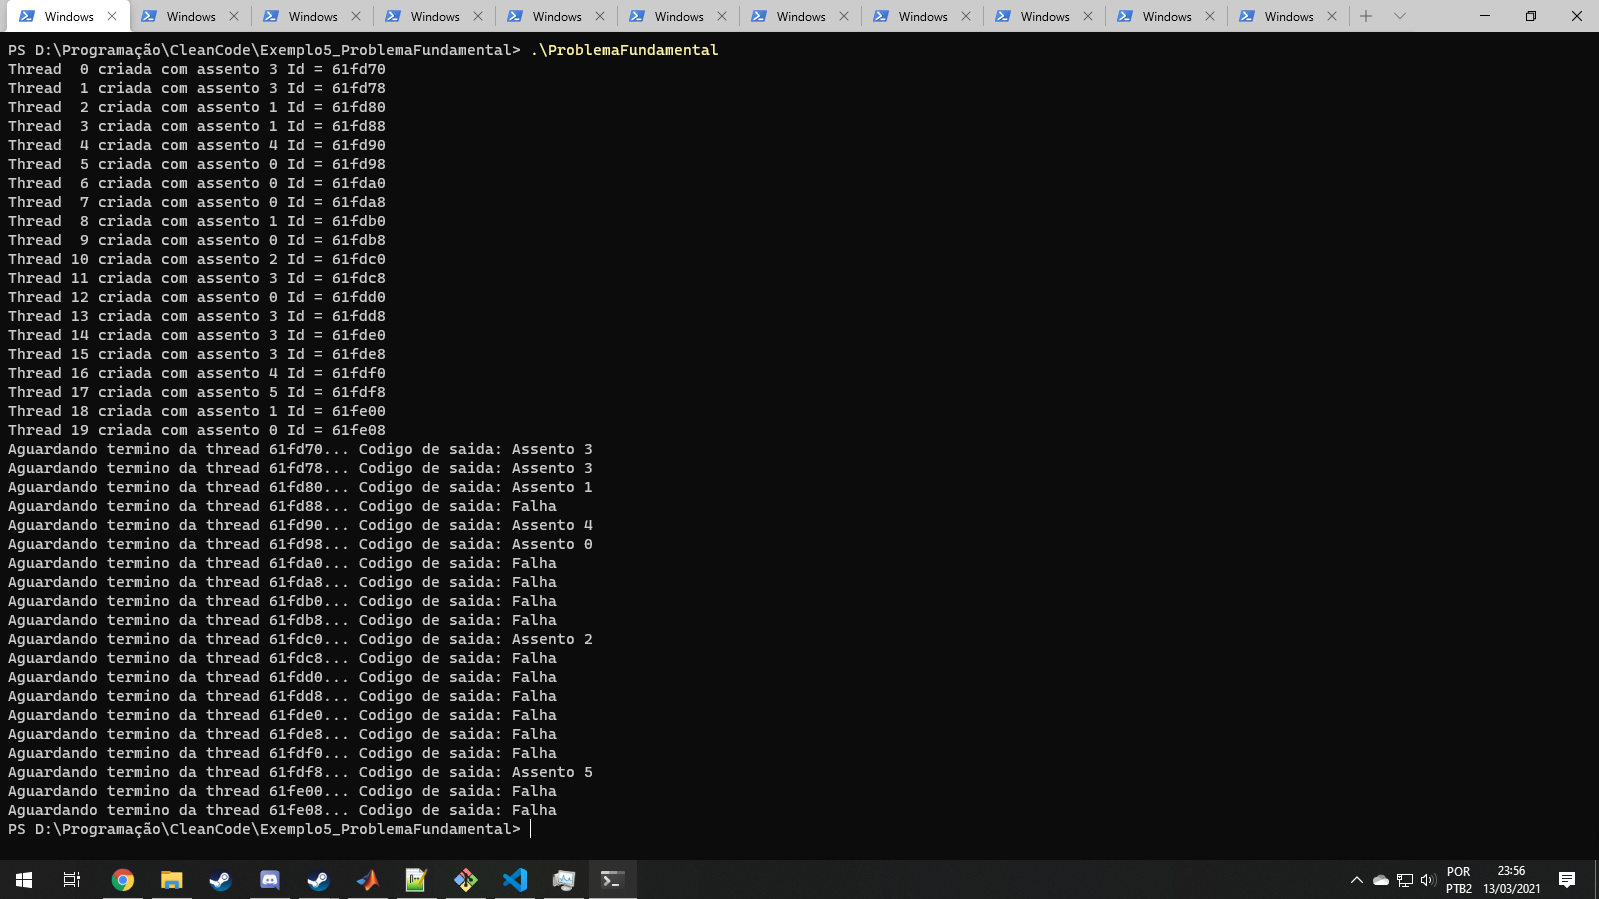 Windows Windows Windows Windows Windows Windows Windows Windows Windows Windows Windows
PS D:\Programação\CleanCode\Exemplo5_ProblemaFundamental> .\ProblemaFundamental
Thread  0 criada com assento 3 Id = 61fd70
Thread  1 criada com assento 3 Id = 61fd78
Thread  2 criada com assento 1 Id = 61fd80
Thread  3 criada com assento 1 Id = 61fd88
Thread  4 criada com assento 4 Id = 61fd90
Thread  5 criada com assento 0 Id = 61fd98
Thread  6 criada com assento 0 Id = 61fda0
Thread  7 criada com assento 0 Id = 61fda8
Thread  8 criada com assento 1 Id = 61fdb0
Thread  9 criada com assento 0 Id = 61fdb8
Thread 10 criada com assento 2 Id = 61fdc0
Thread 11 criada com assento 3 Id = 61fdc8
Thread 12 criada com assento 0 Id = 61fdd0
Thread 13 criada com assento 3 Id = 61fdd8
Thread 14 criada com assento 3 Id = 61fde0
Thread 15 criada com assento 3 Id = 61fde8
Thread 16 criada com assento 4 Id = 61fdf0
Thread 17 criada com assento 5 Id = 61fdf8
Thread 18 criada com assento 1 Id = 61fe00
Thread 19 criada com assento 0 Id = 61fe08
Aguardando termino da thread 61fd70... Codigo de saida: Assento 3
Aguardando termino da thread 61fd78... Codigo de saida: Assento 3
Aguardando termino da thread 61fd80... Codigo de saida: Assento 1
Aguardando termino da thread 61fd88... Codigo de saida: Falha
Aguardando termino da thread 61fd90... Codigo de saida: Assento 4
Aguardando termino da thread 61fd98... Codigo de saida: Assento 0
Aguardando termino da thread 61fda0... Codigo de saida: Falha
Aguardando termino da thread 61fda8... Codigo de saida: Falha
Aguardando termino da thread 61fdb0... Codigo de saida: Falha
Aguardando termino da thread 61fdb8... Codigo de saida: Falha
Aguardando termino da thread 61fdc0... Codigo de saida: Assento 2
Aguardando termino da thread 61fdc8... Codigo de saida: Falha
Aguardando termino da thread 61fdd0... Codigo de saida: Falha
Aguardando termino da thread 61fdd8... Codigo de saida: Falha
Aguardando termino da thread 61fde0... Codigo de saida: Falha
Aguardando termino da thread 61fde8... Codigo de saida: Falha
Aguardando termino da thread 61fdf0... Codigo de saida: Falha
Aguardando termino da thread 61fdf8... Codigo de saida: Assento 5
Aguardando termino da thread 61fe00... Codigo de saida: Falha
Aguardando termino da thread 61fe08... Codigo de saida: Falha
PS D:\Programação\CleanCode\Exemplo5_ProblemaFundamental>
POR 23:56
PTB2 13/03/2021